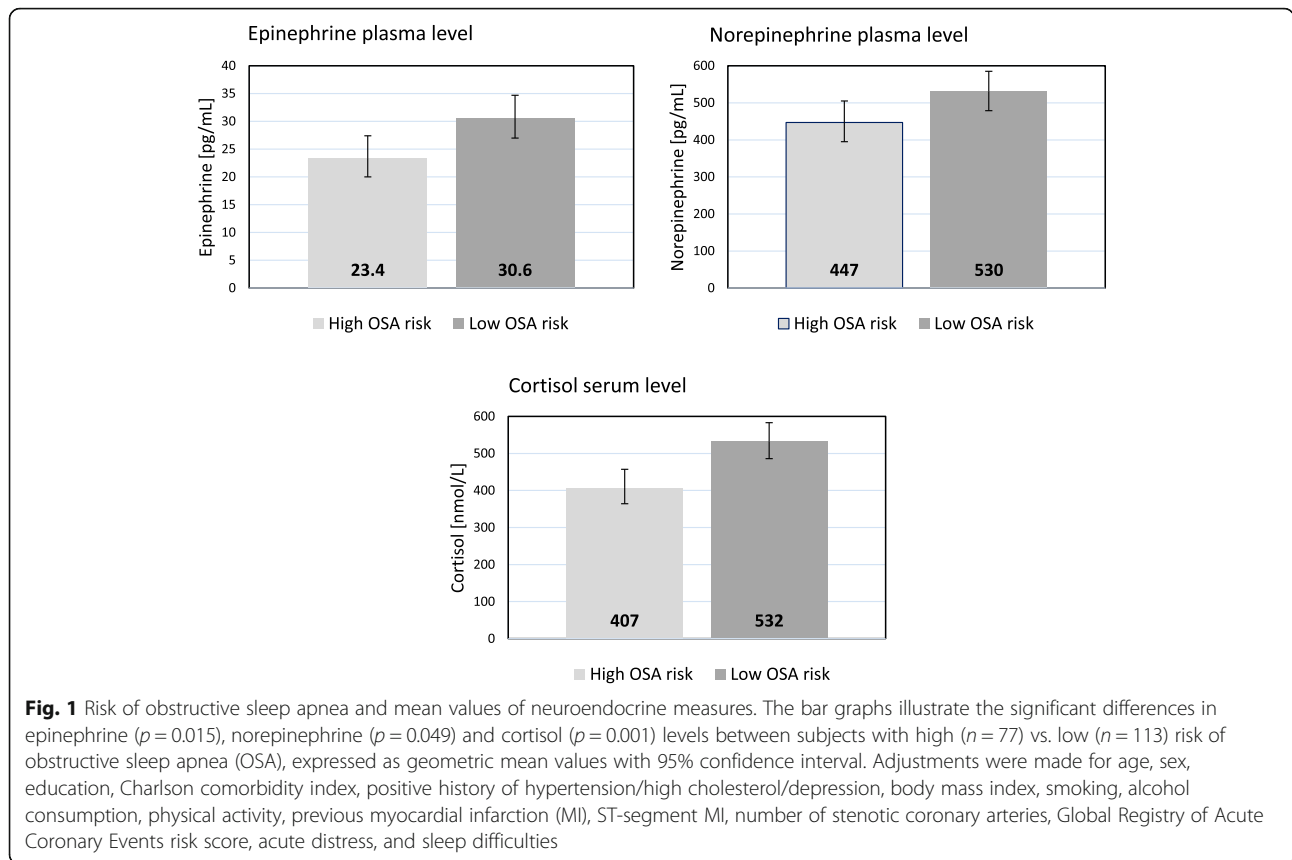 Epinephrine plasma level
Epinephrine [pg/mL]
40
35
30
25
20
15
10
5
0
23.4
30.6
High OSA risk
Low OSA risk
Norepinephrine plasma level
Norepinephrine [pg/mL]
600
500
400
300
200
100
0
447
530
High OSA risk
Low OSA risk
Cortisol serum level
Cortisol [nmol/L]
600
500
400
300
200
100
0
407
532
High OSA risk
Low OSA risk
Fig. 1 Risk of obstructive sleep apnea and mean values of neuroendocrine measures. The bar graphs illustrate the significant differences in
epinephrine (p = 0.015), norepinephrine (p = 0.049) and cortisol (p = 0.001) levels between subjects with high (n = 77) vs. low (n = 113) risk of
obstructive sleep apnea (OSA), expressed as geometric mean values with 95% confidence interval. Adjustments were made for age, sex,
education, Charlson comorbidity index, positive history of hypertension/high cholesterol/depression, body mass index, smoking, alcohol
consumption, physical activity, previous myocardial infarction (MI), ST-segment MI, number of stenotic coronary arteries, Global Registry of Acute
Coronary Events risk score, acute distress, and sleep difficulties